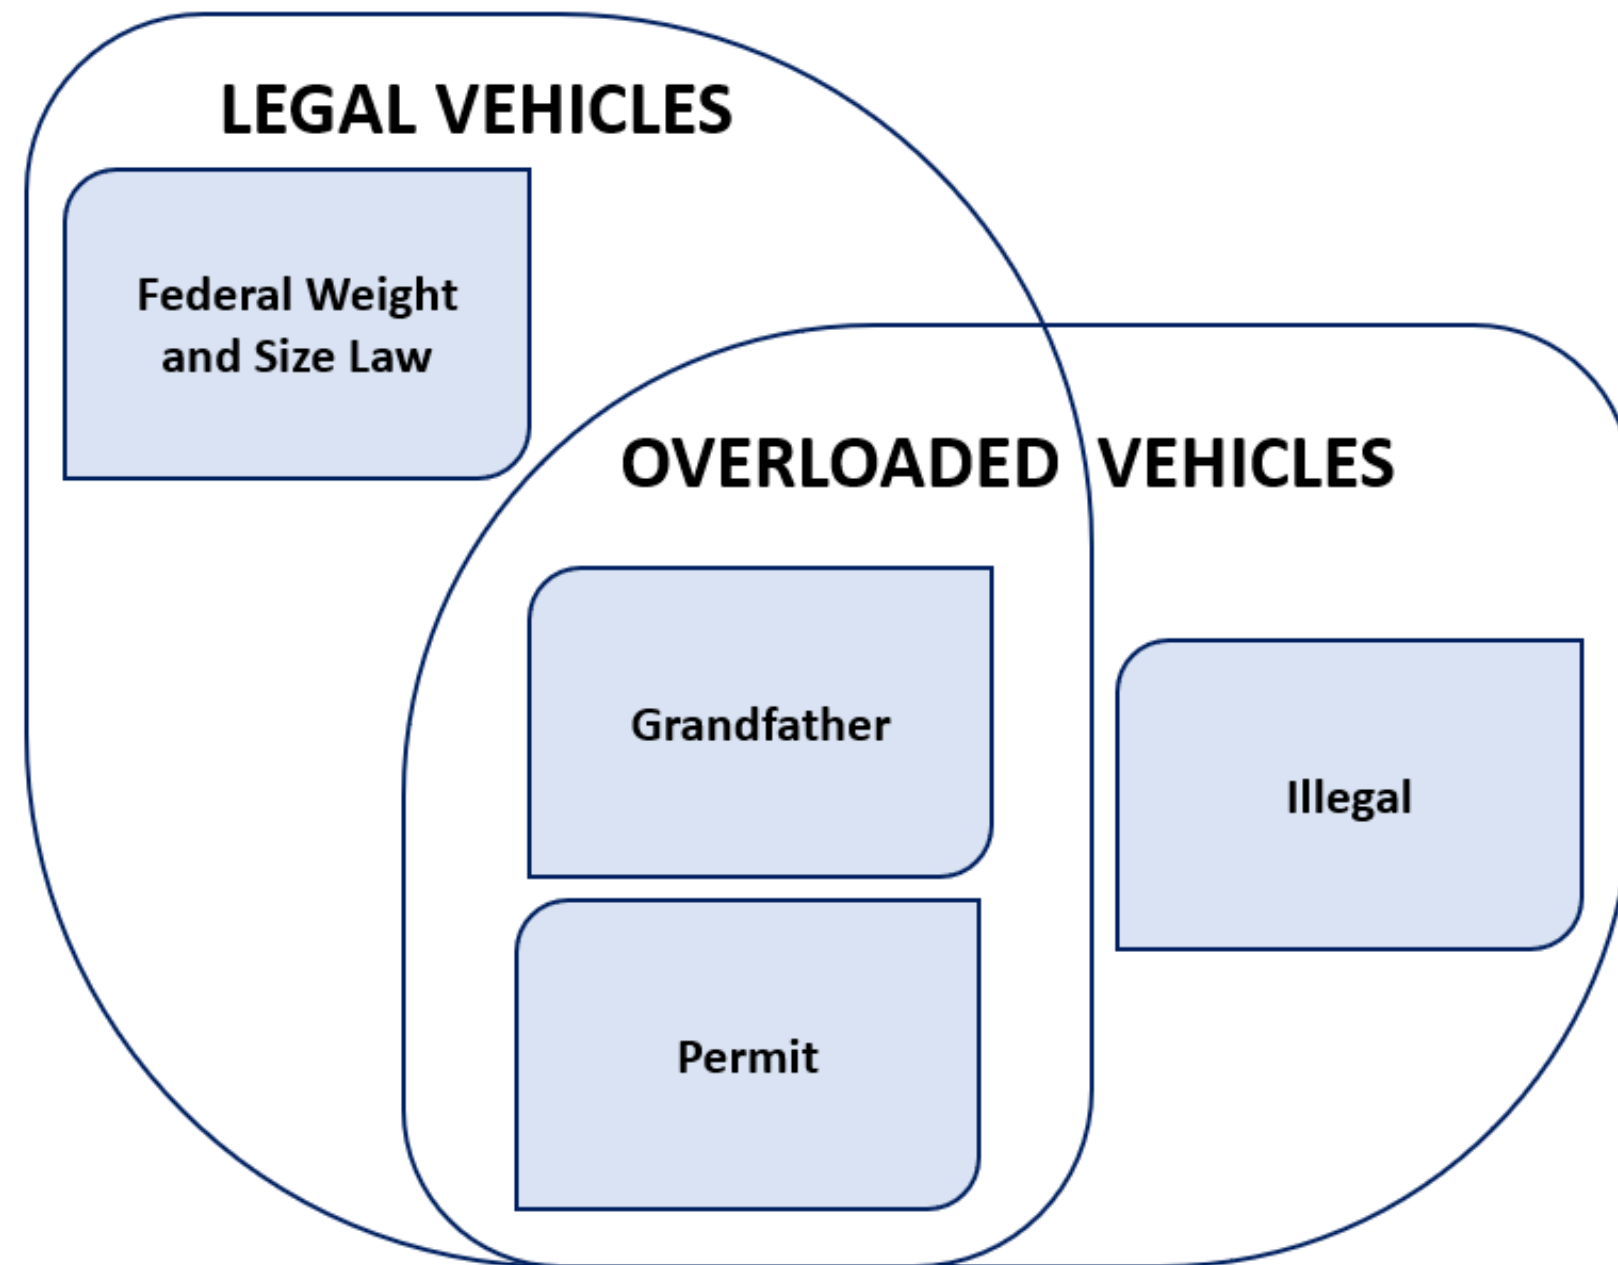 LEGAL VEHICLES
Federal Weight
and Size Law
OVERLOADED VEHICLES
Grandfather
Illegal
Permit